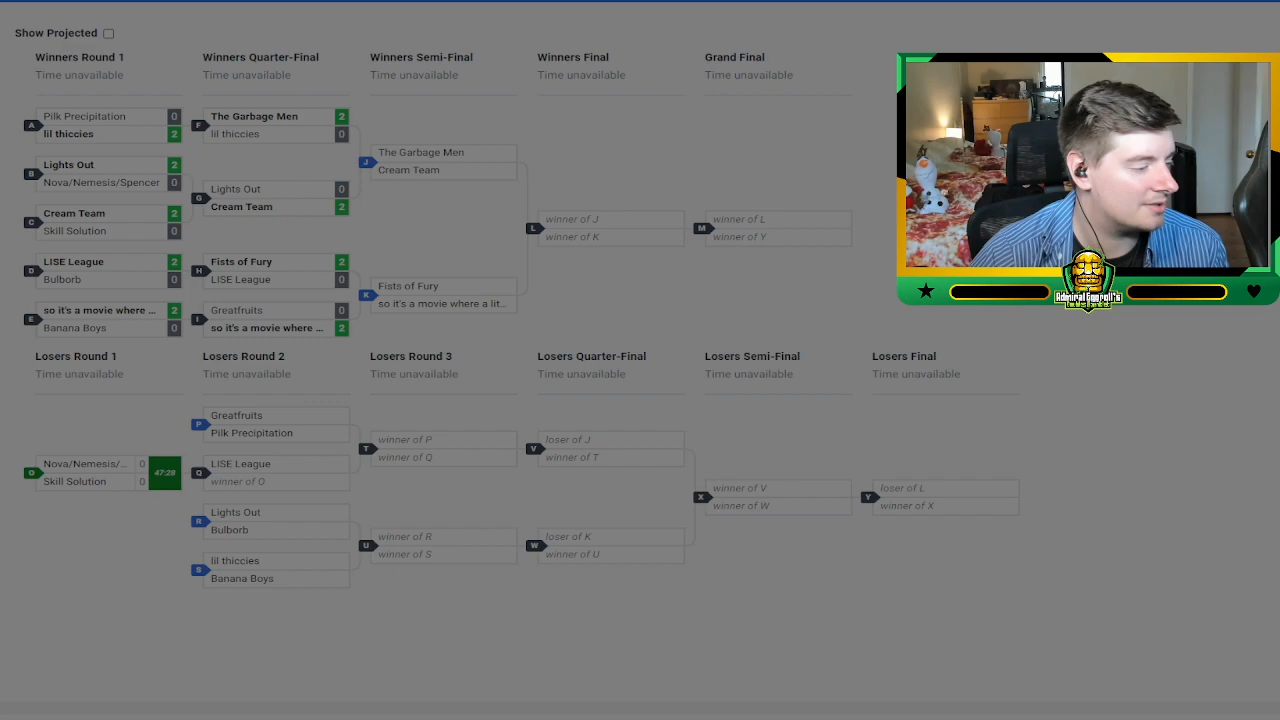 Show Projected
Winners Round 1
Winners Quarter-Final
Winners Semi-Final
Winners Final
Grand Final
Time unavailable
Time unavailable
Time unavailable
Time unavailable
Time unavailable
A
Pilk Precipitation 0
lil thiccies 2
B
Lights Out 2
Nova/Nemesis/Spencer 0
C
Cream Team 2
Skill Solution 0
D
LISE League 2
Bulborb 0
E
so it's a movie where ... 2
Banana Boys 0
F
The Garbage Men 2
lil thiccies 0
G
Lights Out 0
Cream Team 2
H
Fists of Fury 2
LISE League 0
I
Greatfruits 0
so it's a movie where ... 2
J
The Garbage Men
Cream Team
K
Fists of Fury
so it's a movie where a lit...
L
winner of J
winner of K
M
winner of L
winner of Y
Losers Round 1
Losers Round 2
Losers Round 3
Losers Quarter-Final
Losers Semi-Final
Losers Final
Time unavailable
Time unavailable
Time unavailable
Time unavailable
Time unavailable
Time unavailable
O
Nova/Nemesis/... 0
Skill Solution 0
47:28
P
Greatfruits
Pilk Precipitation
Q
LISE League
winner of O
R
Lights Out
Bulborb
S
lil thiccies
Banana Boys
T
winner of P
winner of Q
U
winner of R
winner of S
V
loser of J
winner of T
W
loser of K
winner of U
X
winner of V
winner of W
Y
loser of L
winner of X